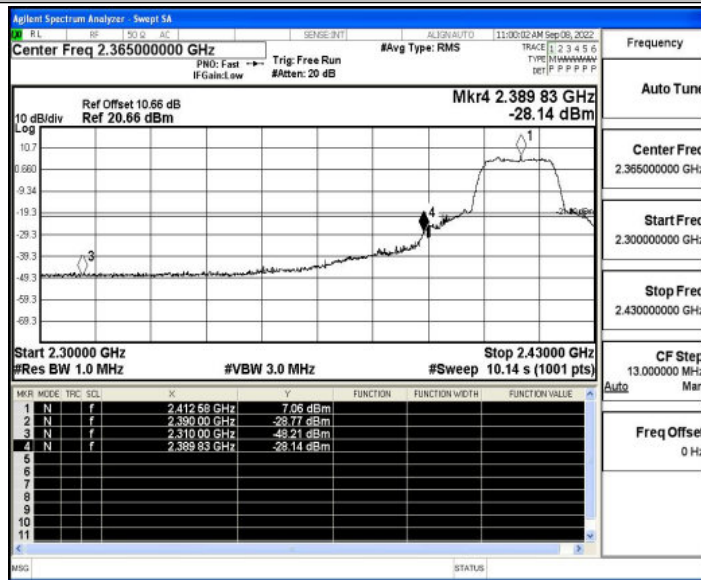 Agilent Spectrum Analyzer - Swept SA
RL RF 50 Ω AC SENSE:INT ALIGNAUTO 11:00:02 AM Sep 08, 2022
Center Freq 2.365000000 GHz
PNO: Fast
IFGain:Low
Trig: Free Run
#Atten: 20 dB
#Avg Type: RMS
TRACE 1 2 3 4 5 6
TYPE MWWWWW
DET P P P P P P
Frequency
Auto Tune
Ref Offset 10.66 dB
Ref 20.66 dBm
10 dB/div
Log
Mkr4 2.389 83 GHz
-28.14 dBm
10.7
0.660
-9.34
-19.3
-29.3
-39.3
-49.3
-59.3
-69.3
1
4
3
Center Freq
2.365000000 GHz
Start Freq
2.300000000 GHz
Stop Freq
2.430000000 GHz
Start 2.30000 GHz
Stop 2.43000 GHz
#Res BW 1.0 MHz #VBW 3.0 MHz #Sweep 10.14 s (1001 pts)
CF Step
13.000000 MHz
Auto Man
MKR MODE TRC SCL X Y FUNCTION FUNCTION WIDTH FUNCTION VALUE
1 N f 2.412 58 GHz 7.06 dBm
2 N f 2.390 00 GHz -28.77 dBm
3 N f 2.310 00 GHz -48.21 dBm
4 N f 2.389 83 GHz -28.14 dBm
5
6
7
8
9
10
11
Freq Offset
0 Hz
MSG STATUS